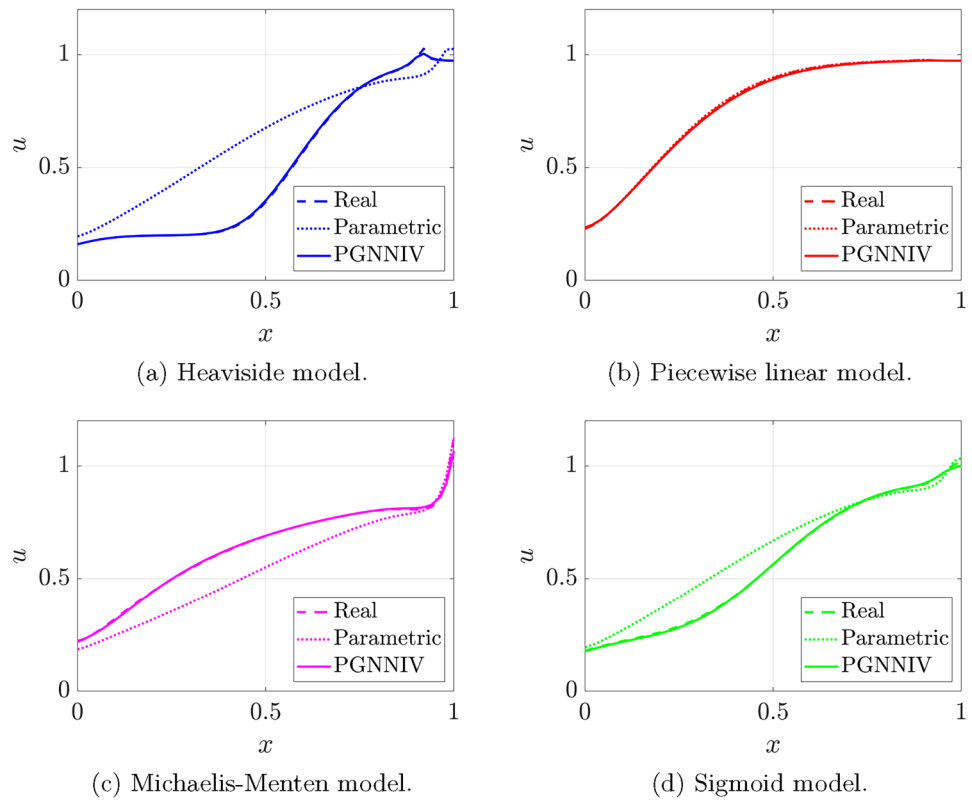 1
u
0.5
0
Real
Parametric
PGNNIV
0
0.5
1
x
(a) Heaviside model.
1
u
0.5
0
Real
Parametric
PGNNIV
0
0.5
1
x
(b) Piecewise linear model.
1
u
0.5
0
Real
Parametric
PGNNIV
0
0.5
1
x
(c) Michaelis-Menten model.
1
u
0.5
0
Real
Parametric
PGNNIV
0
0.5
1
x
(d) Sigmoid model.